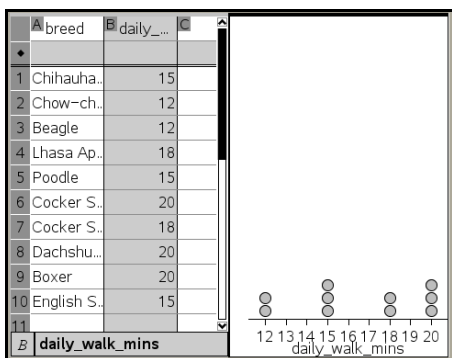 A breed B daily_... C
◆
1 Chihauha.. 15
2 Chow-ch.. 12
3 Beagle 12
4 Lhasa Ap.. 18
5 Poodle 15
6 Cocker S.. 20
7 Cocker S.. 18
8 Dachshu... 20
9 Boxer 20
10 English S.. 15
11
B daily_walk_mins
12 13 14 15 16 17 18 19 20
daily_walk_mins